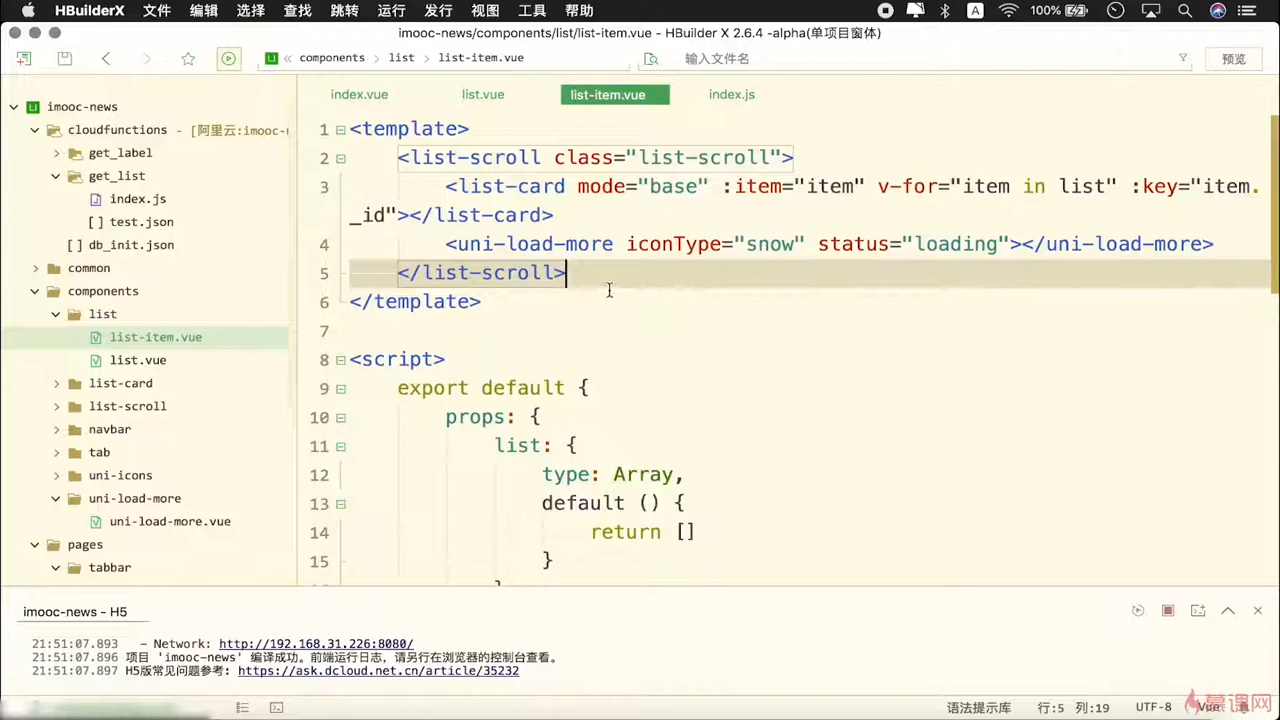 HBuilderX 文件 编辑 选择 查找 跳转 运行 发行 视图 工具 帮助 A 100%
imooc-news/components/list/list-item.vue - HBuilder X 2.6.4 -alpha(单项目窗体)
components list list-item.vue 输入文件名 预览
index.vue list.vue list-item.vue index.js
imooc-news
cloudfunctions - [阿里云:imooc-
get_label
get_list
index.js
test.json
db_init.json
common
components
list
list-item.vue
list.vue
list-card
list-scroll
navbar
tab
uni-icons
uni-load-more
uni-load-more.vue
pages
tabbar
1 <template>
2 <list-scroll class="list-scroll">
3 <list-card mode="base" :item="item" v-for="item in list" :key="item.
_id"></list-card>
4 <uni-load-more iconType="snow" status="loading"></uni-load-more>
5 </list-scroll>
6 </template>
7
8 <script>
9 export default {
10 props: {
11 list: {
12 type: Array,
13 default () {
14 return []
15 }
imooc-news - H5
21:51:07.893 - Network: http://192.168.31.226:8080/
21:51:07.896 项目 'imooc-news' 编译成功。前端运行日志，请另行在浏览器的控制台查看。
21:51:07.897 H5版常见问题参考: https://ask.dcloud.net.cn/article/35232
语法提示库 行:5 列:19 UTF-8 Vue
慕课网